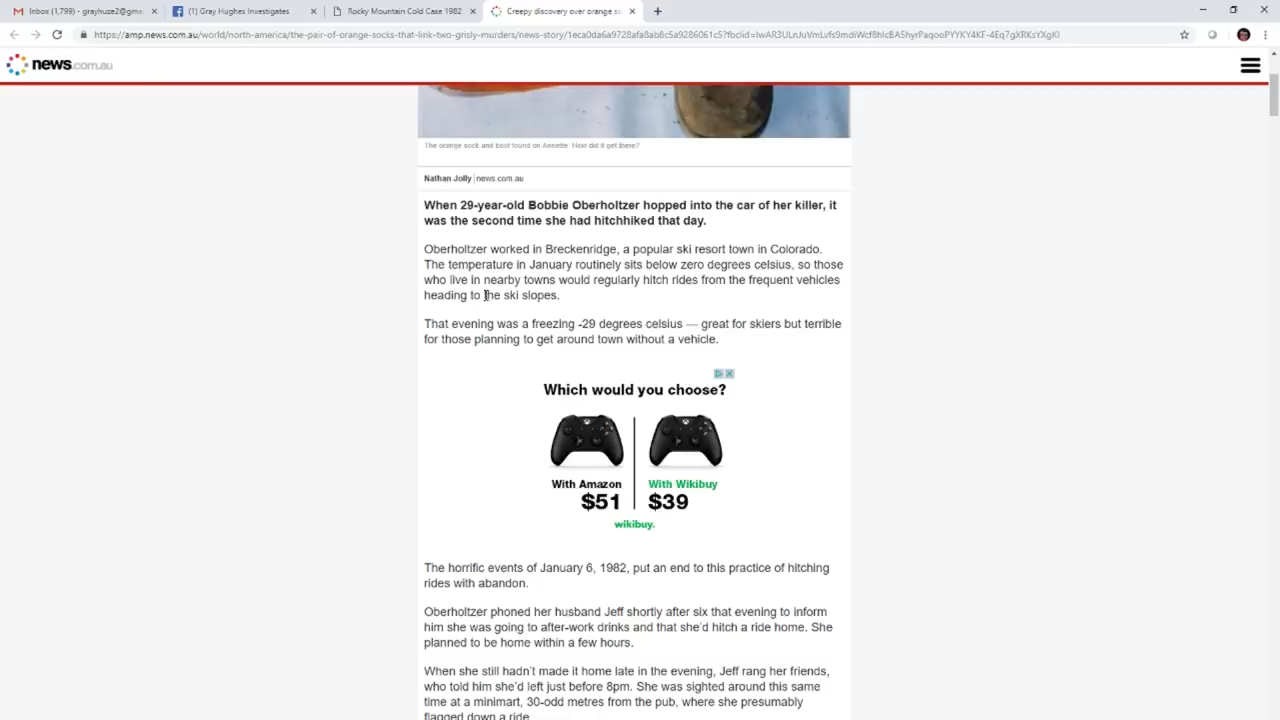 Inbox (1,799) - grayhuze2@gm
Gray Hughes Investigates
Rocky Mountain Cold Case 1982
Creepy discovery over orange so
https://amp.news.com.au/world/north-america/the-pair-of-orange-socks-that-link-two-grisly-murders/news-story/
news.com.au
The orange sock and boot found on Annette. How did it get there?
Nathan Jolly | news.com.au
When 29-year-old Bobbie Oberholtzer hopped into the car of her killer, it
was the second time she had hitchhiked that day.
Oberholtzer worked in Breckenridge, a popular ski resort town in Colorado.
The temperature in January routinely sits below zero degrees celsius, so those
who live in nearby towns would regularly hitch rides from the frequent vehicles
heading to the ski slopes.
That evening was a freezing -29 degrees celsius — great for skiers but terrible
for those planning to get around town without a vehicle.
Which would you choose?
With Amazon With Wikibuy
$51 $39
wikibuy.
The horrific events of January 6, 1982, put an end to this practice of hitching
rides with abandon.
Oberholtzer phoned her husband Jeff shortly after six that evening to inform
him she was going to after-work drinks and that she'd hitch a ride home. She
planned to be home within a few hours.
When she still hadn't made it home late in the evening, Jeff rang her friends,
who told him she'd left just before 8pm. She was sighted around this same
time at a minimart, 30-odd metres from the pub, where she presumably
flagged down a ride